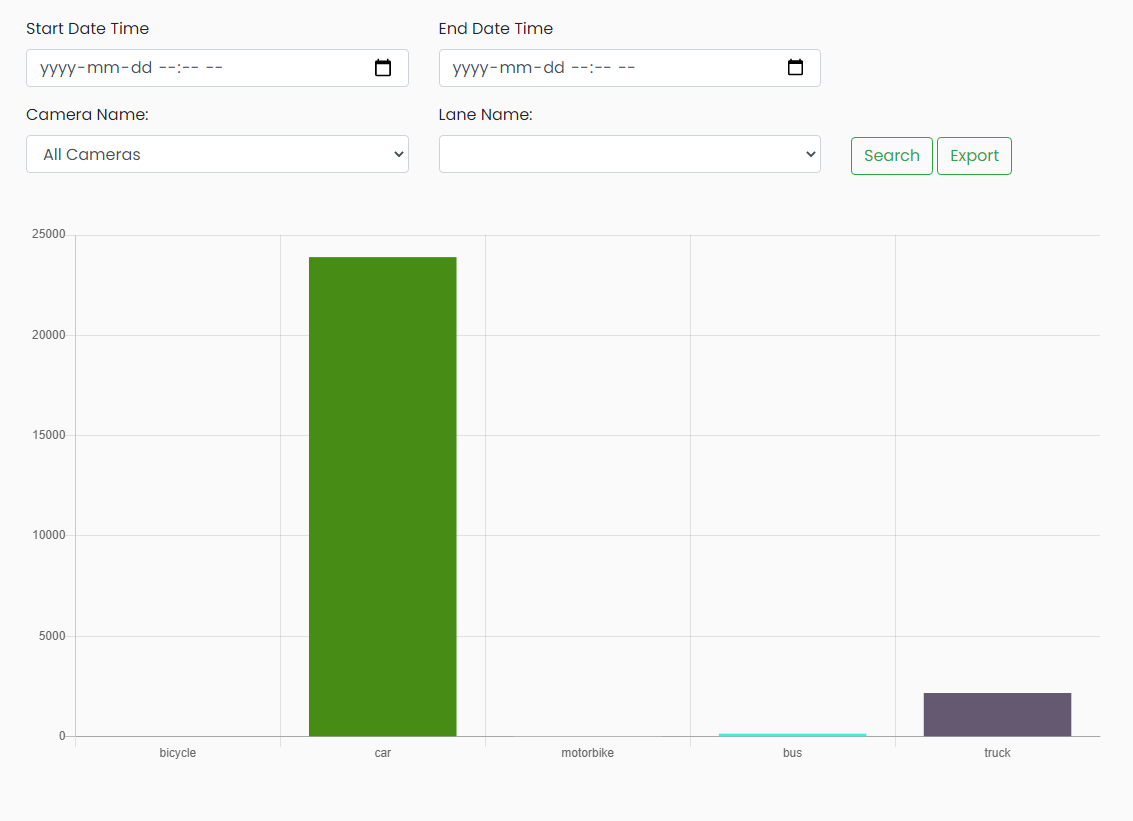 Start Date Time
End Date Time
yyyy-mm-dd --:-- --
yyyy-mm-dd --:-- --
Camera Name:
Lane Name:
All Cameras
Search
Export
25000
20000
15000
10000
5000
0
bicycle
car
motorbike
bus
truck